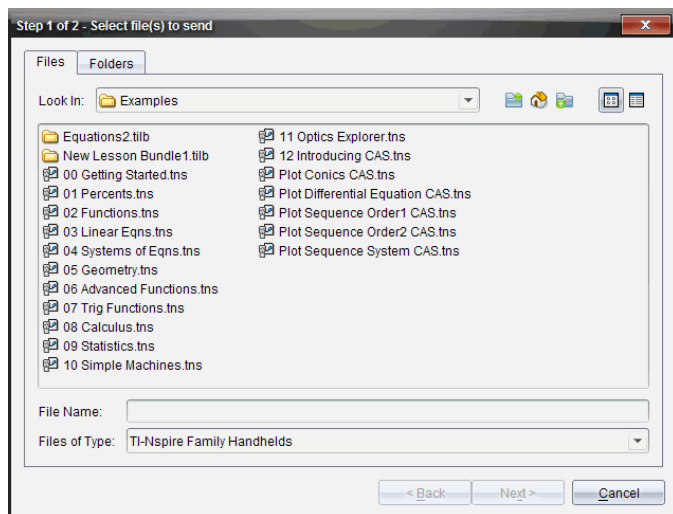 Step 1 of 2 - Select file(s) to send
Files
Folders
Look In:
Examples
Equations2.tilb
New Lesson Bundle1.tilb
00 Getting Started.tns
01 Percents.tns
02 Functions.tns
03 Linear Eqns.tns
04 Systems of Eqns.tns
05 Geometry.tns
06 Advanced Functions.tns
07 Trig Functions.tns
08 Calculus.tns
09 Statistics.tns
10 Simple Machines.tns
11 Optics Explorer.tns
12 Introducing CAS.tns
Plot Conics CAS.tns
Plot Differential Equation CAS.tns
Plot Sequence Order1 CAS.tns
Plot Sequence Order2 CAS.tns
Plot Sequence System CAS.tns
File Name:
Files of Type:
TI-Nspire Family Handhelds
< Back
Next >
Cancel